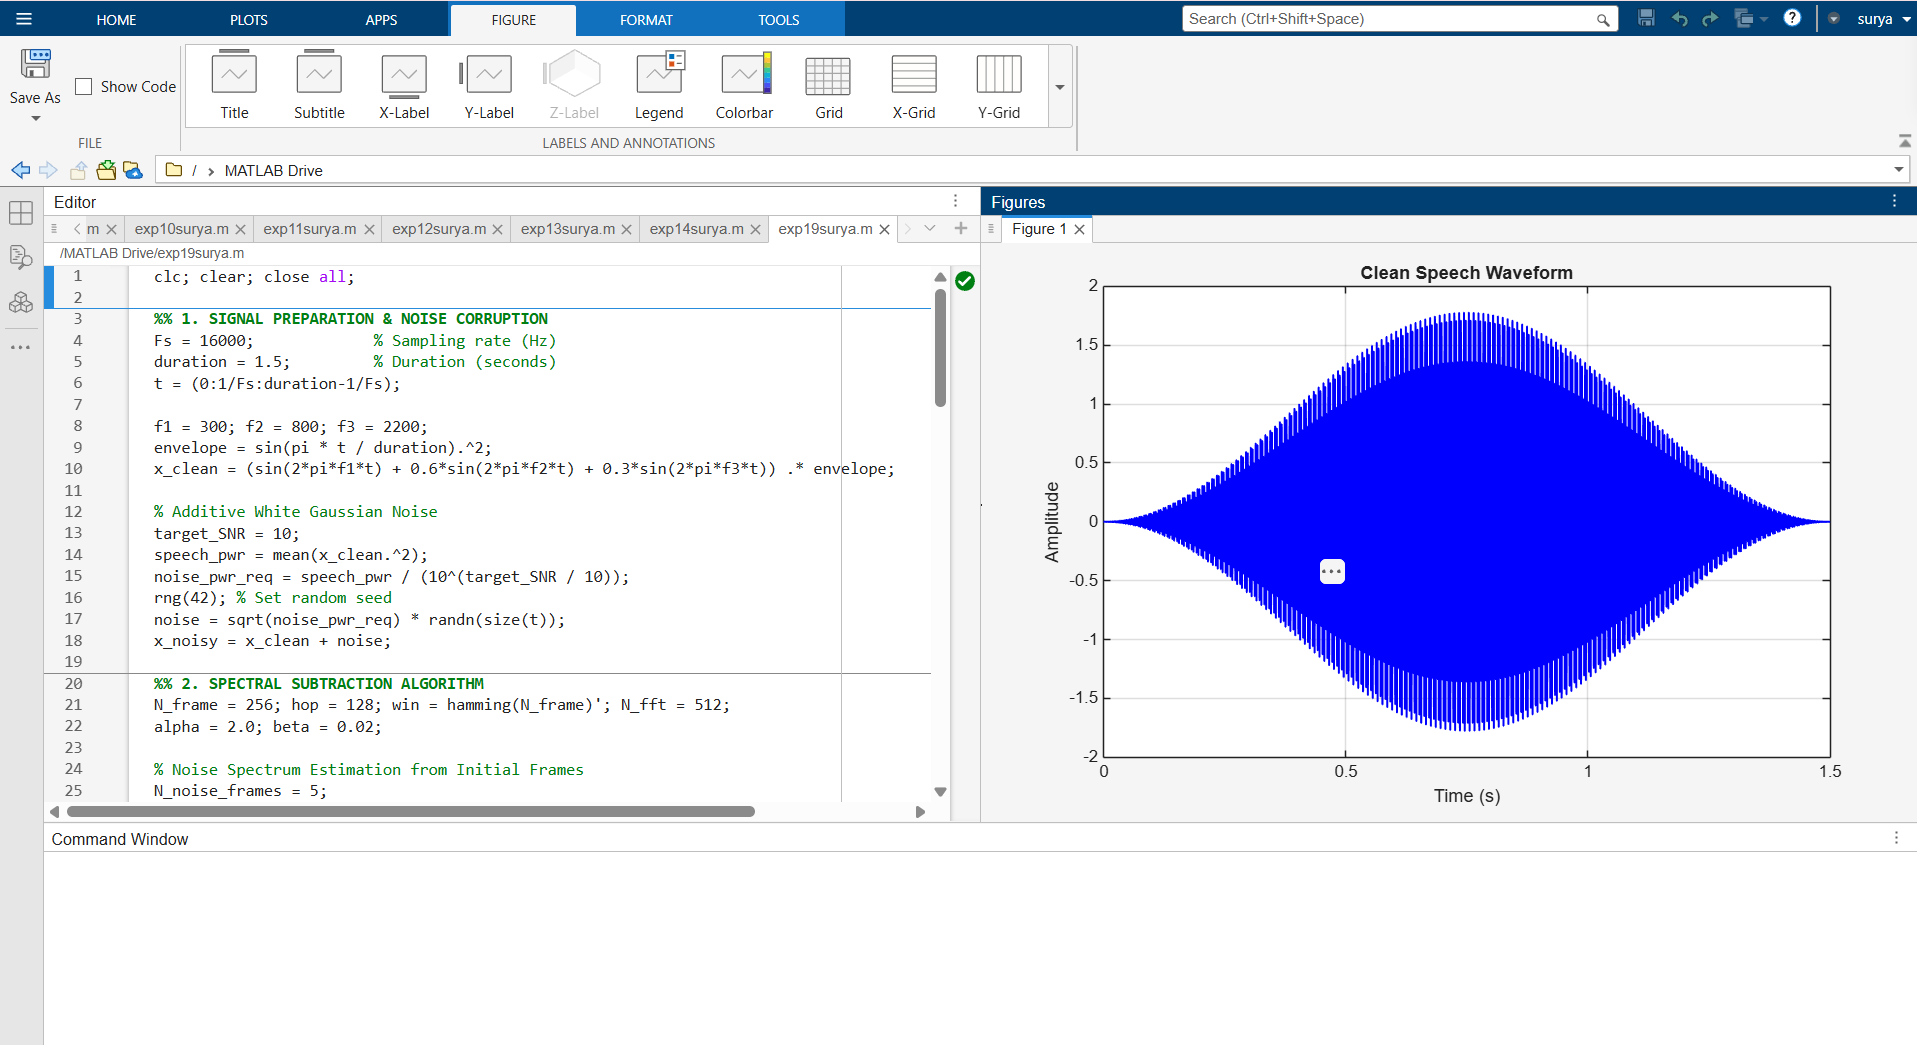 HOME PLOTS APPS FIGURE FORMAT TOOLS Search (Ctrl+Shift+Space) ? surya
Save As
Show Code
Title Subtitle X-Label Y-Label Z-Label Legend Colorbar Grid X-Grid Y-Grid
FILE LABELS AND ANNOTATIONS
/ › MATLAB Drive
Editor
m exp10surya.m exp11surya.m exp12surya.m exp13surya.m exp14surya.m exp19surya.m
/MATLAB Drive/exp19surya.m
1 clc; clear; close all;
2
3 %% 1. SIGNAL PREPARATION & NOISE CORRUPTION
4 Fs = 16000; % Sampling rate (Hz)
5 duration = 1.5; % Duration (seconds)
6 t = (0:1/Fs:duration-1/Fs);
7
8 f1 = 300; f2 = 800; f3 = 2200;
9 envelope = sin(pi * t / duration).^2;
10 x_clean = (sin(2*pi*f1*t) + 0.6*sin(2*pi*f2*t) + 0.3*sin(2*pi*f3*t)) .* envelope;
11
12 % Additive White Gaussian Noise
13 target_SNR = 10;
14 speech_pwr = mean(x_clean.^2);
15 noise_pwr_req = speech_pwr / (10^(target_SNR / 10));
16 rng(42); % Set random seed
17 noise = sqrt(noise_pwr_req) * randn(size(t));
18 x_noisy = x_clean + noise;
19
20 %% 2. SPECTRAL SUBTRACTION ALGORITHM
21 N_frame = 256; hop = 128; win = hamming(N_frame)'; N_fft = 512;
22 alpha = 2.0; beta = 0.02;
23
24 % Noise Spectrum Estimation from Initial Frames
25 N_noise_frames = 5;
Figures
Figure 1
Clean Speech Waveform
2
1.5
1
0.5
0
-0.5
-1
-1.5
-2
Amplitude
0 0.5 1 1.5
Time (s)
Command Window